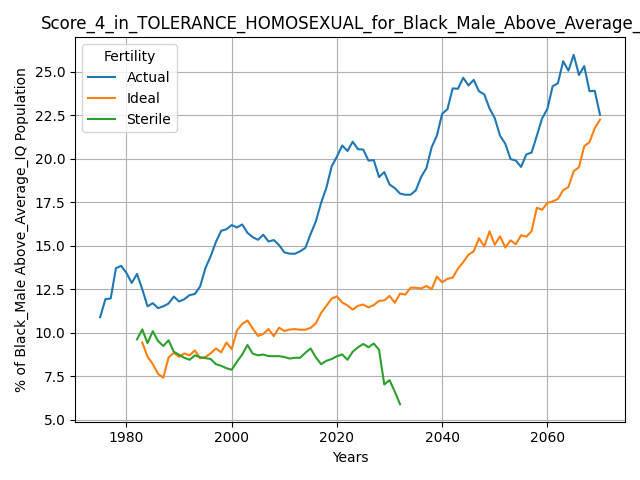 Score_4_in_TOLERANCE_HOMOSEXUAL_for_Black_Male_Above_Average_
Fertility
Actual
Ideal
Sterile
% of Black_Male Above_Average_IQ Population
25.0
22.5
20.0
17.5
15.0
12.5
10.0
7.5
5.0
1980 2000 2020 2040 2060
Years